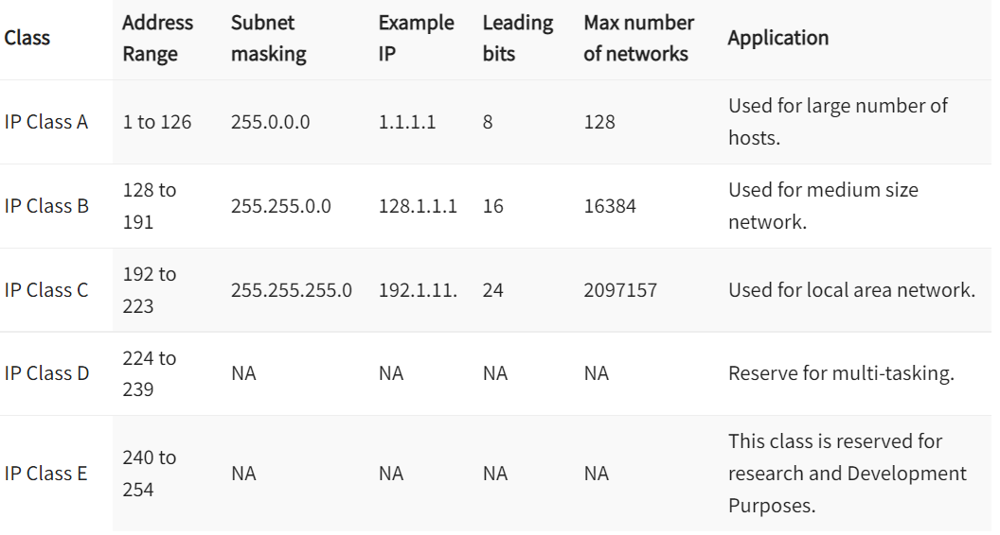 Class Address Range Subnet masking Example IP Leading bits Max number of networks Application
IP Class A 1 to 126 255.0.0.0 1.1.1.1 8 128 Used for large number of hosts.
IP Class B 128 to 191 255.255.0.0 128.1.1.1 16 16384 Used for medium size network.
IP Class C 192 to 223 255.255.255.0 192.1.11. 24 2097157 Used for local area network.
IP Class D 224 to 239 NA NA NA NA Reserve for multi-tasking.
IP Class E 240 to 254 NA NA NA NA This class is reserved for research and Development Purposes.